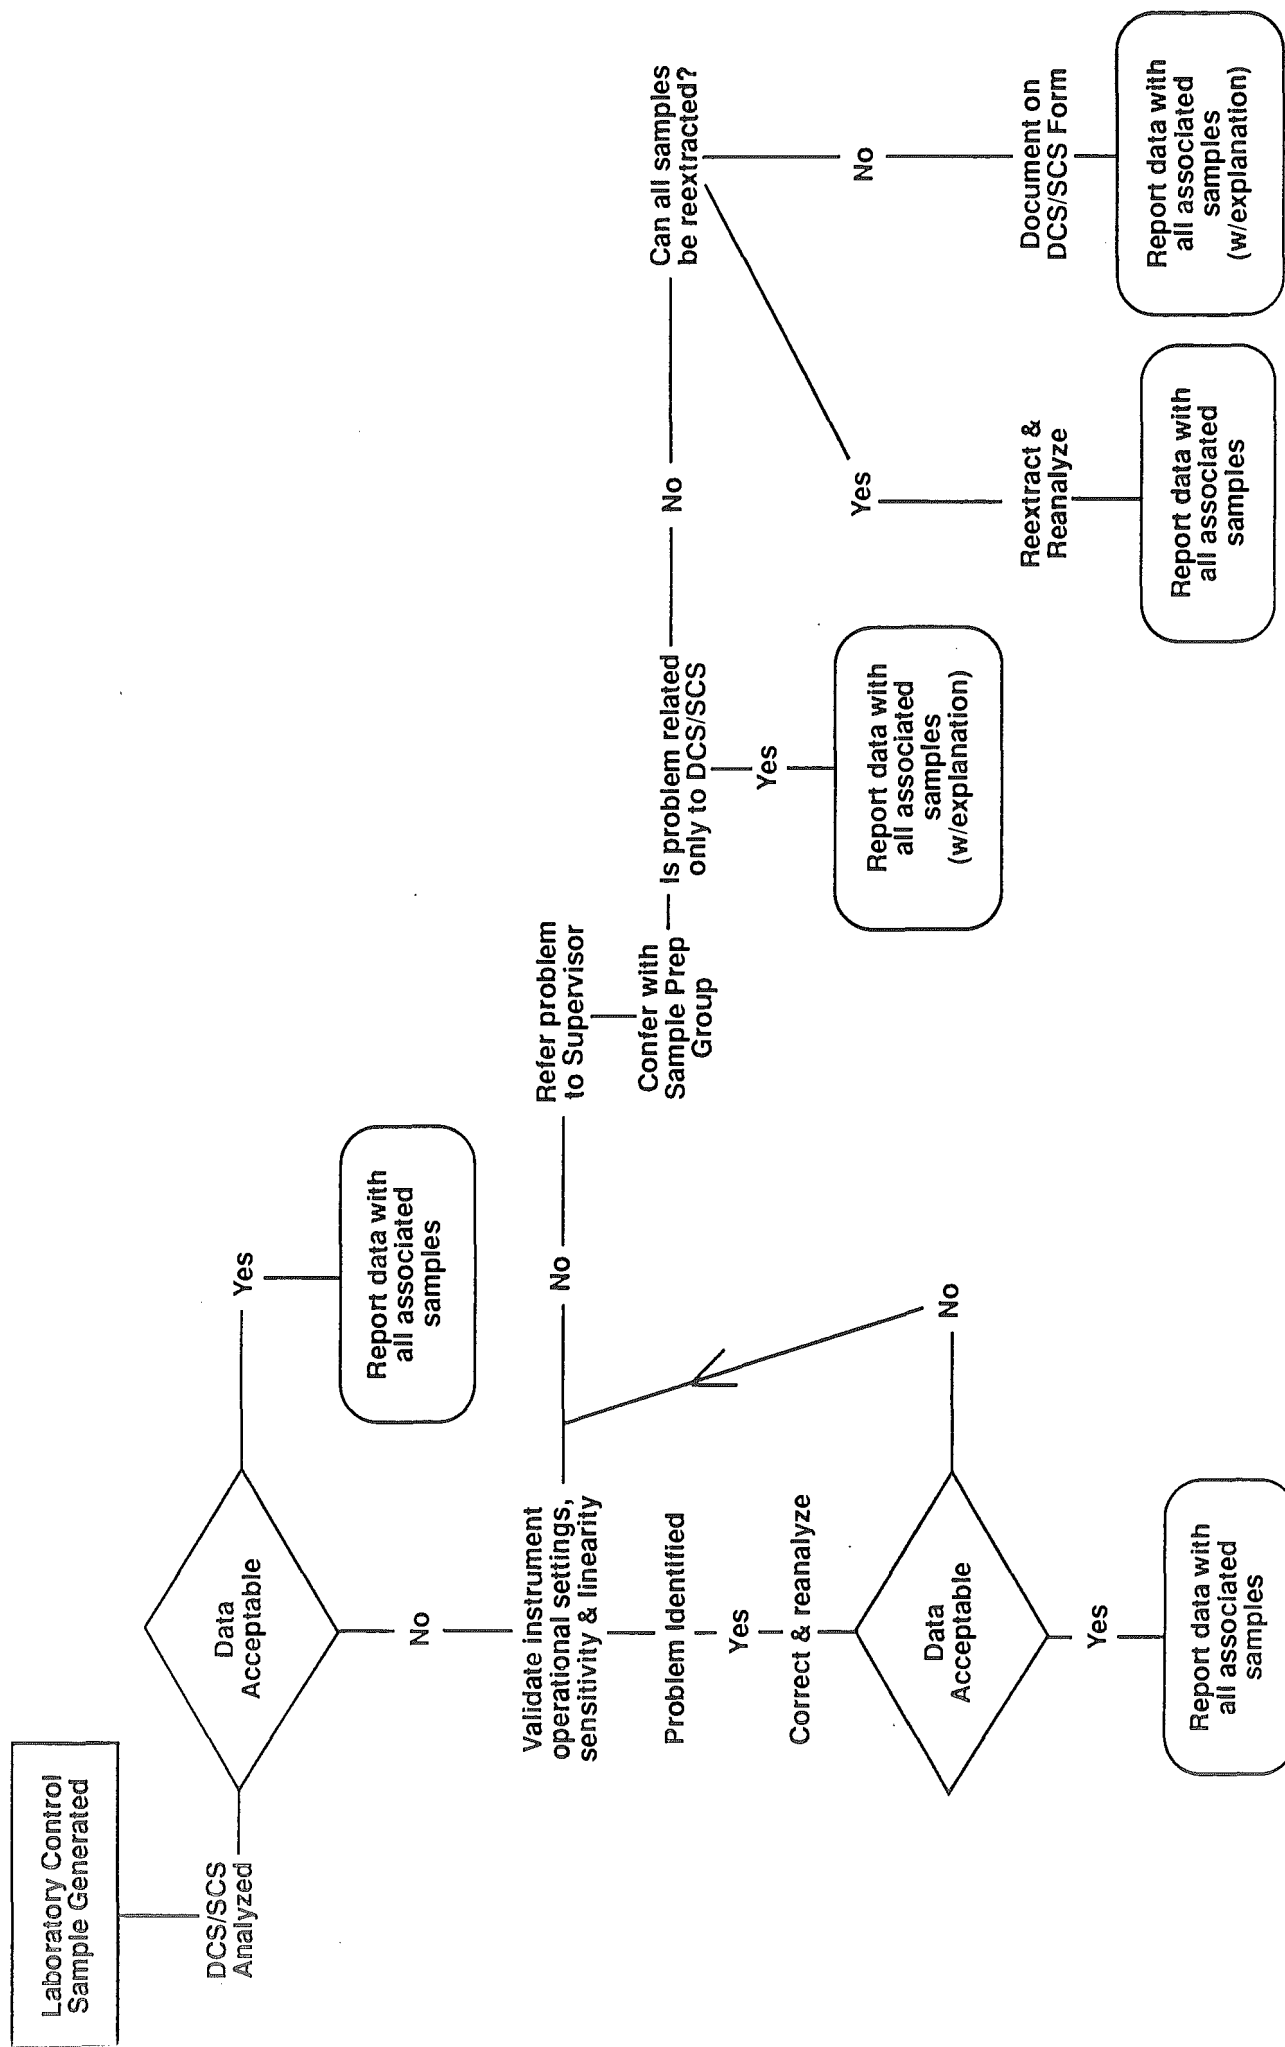 Laboratory Control
Sample Generated
DCS/SCS
Analyzed
Data
Acceptable
Yes
Report data with
all associated
samples
No
Validate instrument
operational settings,
sensitivity & linearity
No
Refer problem
to Supervisor
Confer with
Sample Prep
Group
Is problem related
only to DCS/SCS
No
Can all samples
be reextracted?
Yes
Report data with
all associated
samples
(w/explanation)
Yes
Reextract &
Reanalyze
Report data with
all associated
samples
No
Document on
DCS/SCS Form
Report data with
all associated
samples
(w/explanation)
Problem Identified
Yes
Correct & reanalyze
Data
Acceptable
No
Yes
Report data with
all associated
samples